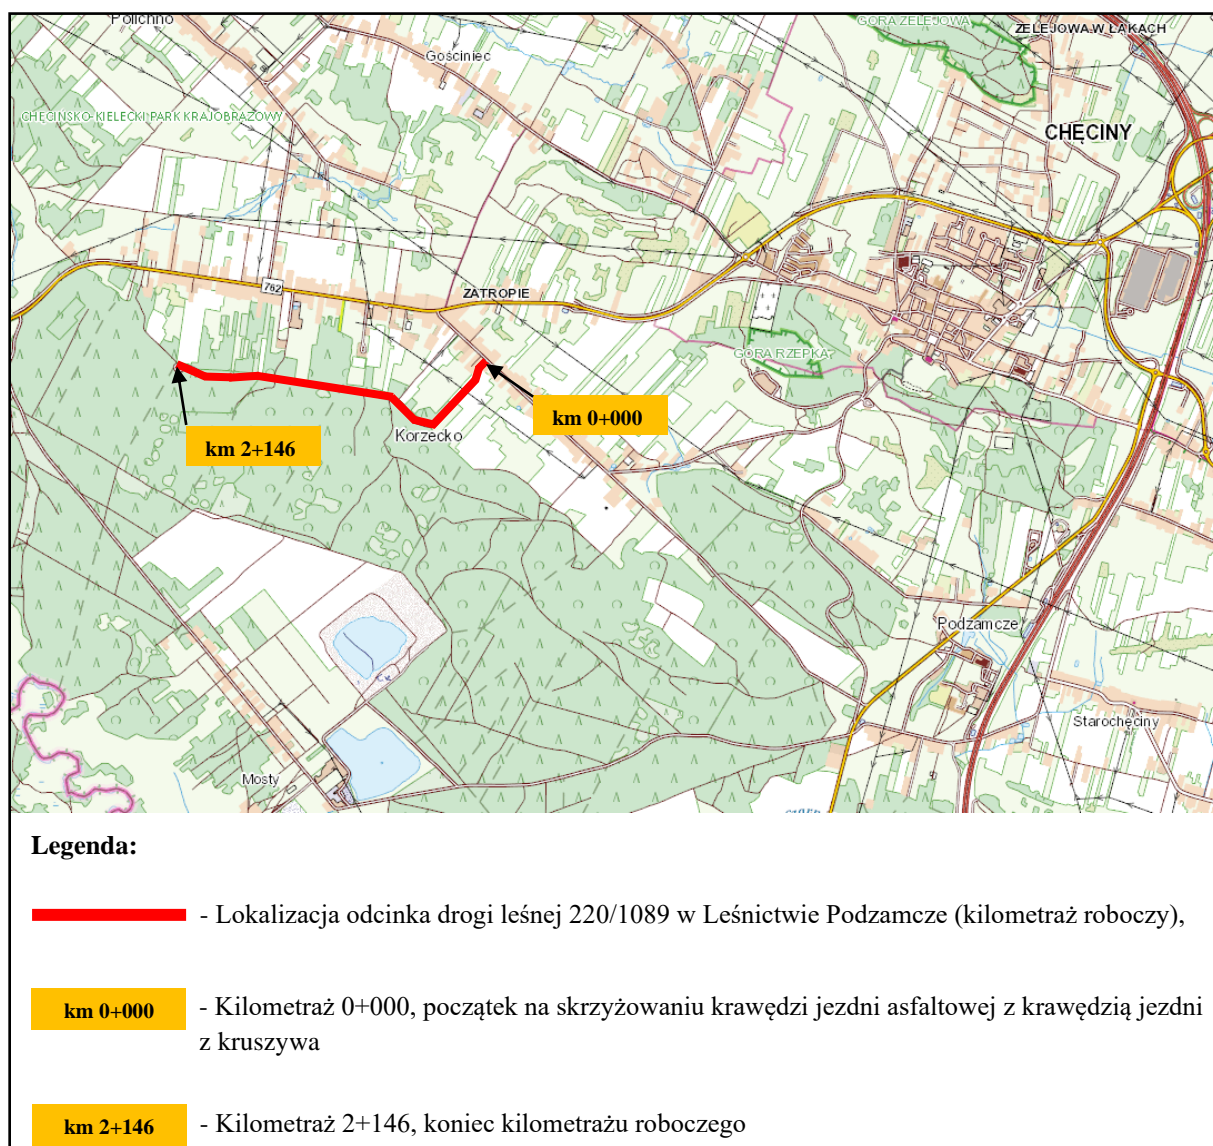 Polichno
GÓRA ZELEJOWA
ZELEJOWA W ŁĄKACH
Gościniec
CHĘCIŃSKO-KIELECKI PARK KRAJOBRAZOWY
CHĘCINY
762
ZATROPIE
GÓRA RZEPKA
km 0+000
Korzecko
km 2+146
Podzamcze
Starochęciny
Mosty
Legenda:
- Lokalizacja odcinka drogi leśnej 220/1089 w Leśnictwie Podzamcze (kilometraż roboczy),
km 0+000 - Kilometraż 0+000, początek na skrzyżowaniu krawędzi jezdni asfaltowej z krawędzią jezdni
z kruszywa
km 2+146 - Kilometraż 2+146, koniec kilometrażu roboczego